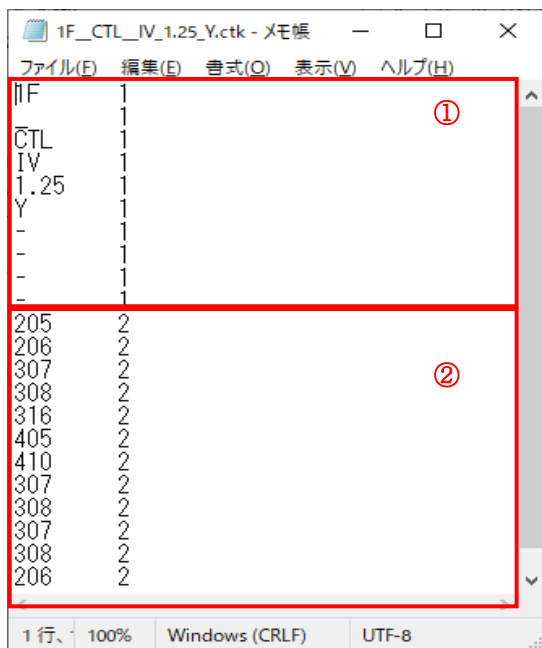 1F__CTL__IV_1.25_Y.ctk - メモ帳
ファイル(F) 編集(E) 書式(O) 表示(V) ヘルプ(H)
1F 1
_ 1
①
CTL 1
IV 1
1.25 1
Y 1
- 1
- 1
- 1
- 1
205 2
206 2
307 2
②
308 2
316 2
405 2
410 2
307 2
308 2
307 2
308 2
206 2
1 行、 100% Windows (CRLF) UTF-8